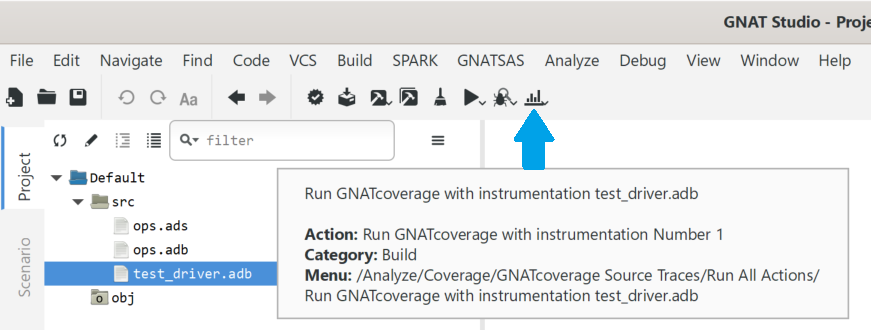 GNAT Studio - Proje
File Edit Navigate Find Code VCS Build SPARK GNATSAS Analyze Debug View Window Help
Aa
Project
Scenario
filter
Default
src
ops.ads
ops.adb
test_driver.adb
obj
Run GNATcoverage with instrumentation test_driver.adb
Action: Run GNATcoverage with instrumentation Number 1
Category: Build
Menu: /Analyze/Coverage/GNATcoverage Source Traces/Run All Actions/
Run GNATcoverage with instrumentation test_driver.adb